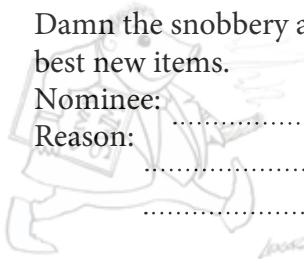 Damn the snobbery a
best new items.
Nominee: ...................
Reason:
......................
......................